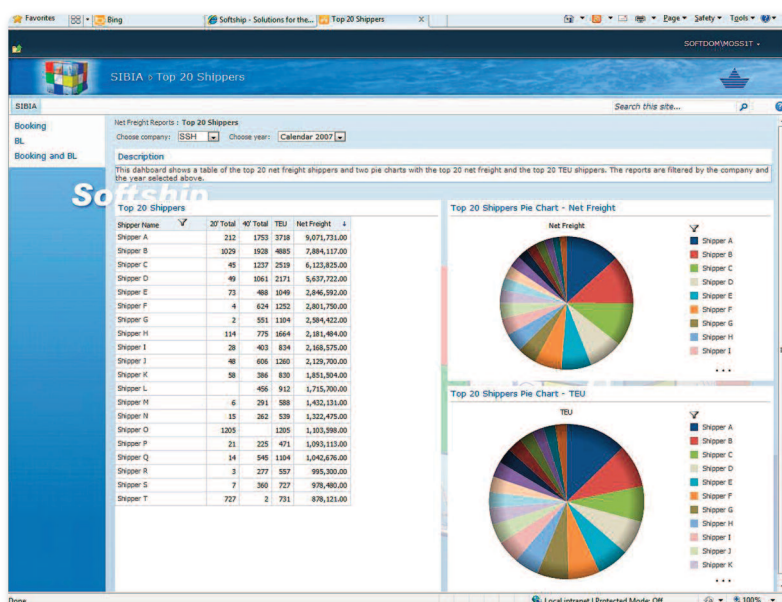 Favorites
Bing
Softship - Solutions for the...
Top 20 Shippers
X
Page
Safety
Tools
SOFTDOM\MOSS1T
SIBIA
Top 20 Shippers
SIBIA
Search this site...
Booking
BL
Booking and BL
Net Freight Reports : Top 20 Shippers
Choose company: SSH Choose year: Calendar 2007
Description
This dahboard shows a table of the top 20 net freight shippers and two pie charts with the top 20 net freight and the top 20 TEU shippers. The reports are filtered by the company and
the year selected above.
Softship
Top 20 Shippers
Shipper Name 20' Total 40' Total TEU Net Freight ↓
Shipper A 212 1753 3718 9,071,731.00
Shipper B 1029 1928 4885 7,884,117.00
Shipper C 45 1237 2519 6,123,825.00
Shipper D 49 1061 2171 5,637,722.00
Shipper E 73 488 1049 2,846,592.00
Shipper F 4 624 1252 2,801,750.00
Shipper G 2 551 1104 2,584,422.00
Shipper H 114 775 1664 2,181,484.00
Shipper I 28 403 834 2,168,575.00
Shipper J 48 606 1260 2,129,700.00
Shipper K 58 386 830 1,851,504.00
Shipper L 456 912 1,715,700.00
Shipper M 6 291 588 1,432,131.00
Shipper N 15 262 539 1,322,475.00
Shipper O 1205 1205 1,103,598.00
Shipper P 21 225 471 1,093,113.00
Shipper Q 14 545 1104 1,042,676.00
Shipper R 3 277 557 995,300.00
Shipper S 7 360 727 978,480.00
Shipper T 727 2 731 878,121.00
Top 20 Shippers Pie Chart - Net Freight
Net Freight
Shipper A
Shipper B
Shipper C
Shipper D
Shipper E
Shipper F
Shipper G
Shipper H
Shipper I
...
Top 20 Shippers Pie Chart - TEU
TEU
Shipper A
Shipper B
Shipper C
Shipper D
Shipper E
Shipper F
Shipper G
Shipper H
Shipper I
Shipper J
Shipper K
...
Done
Local intranet | Protected Mode: Off
100%